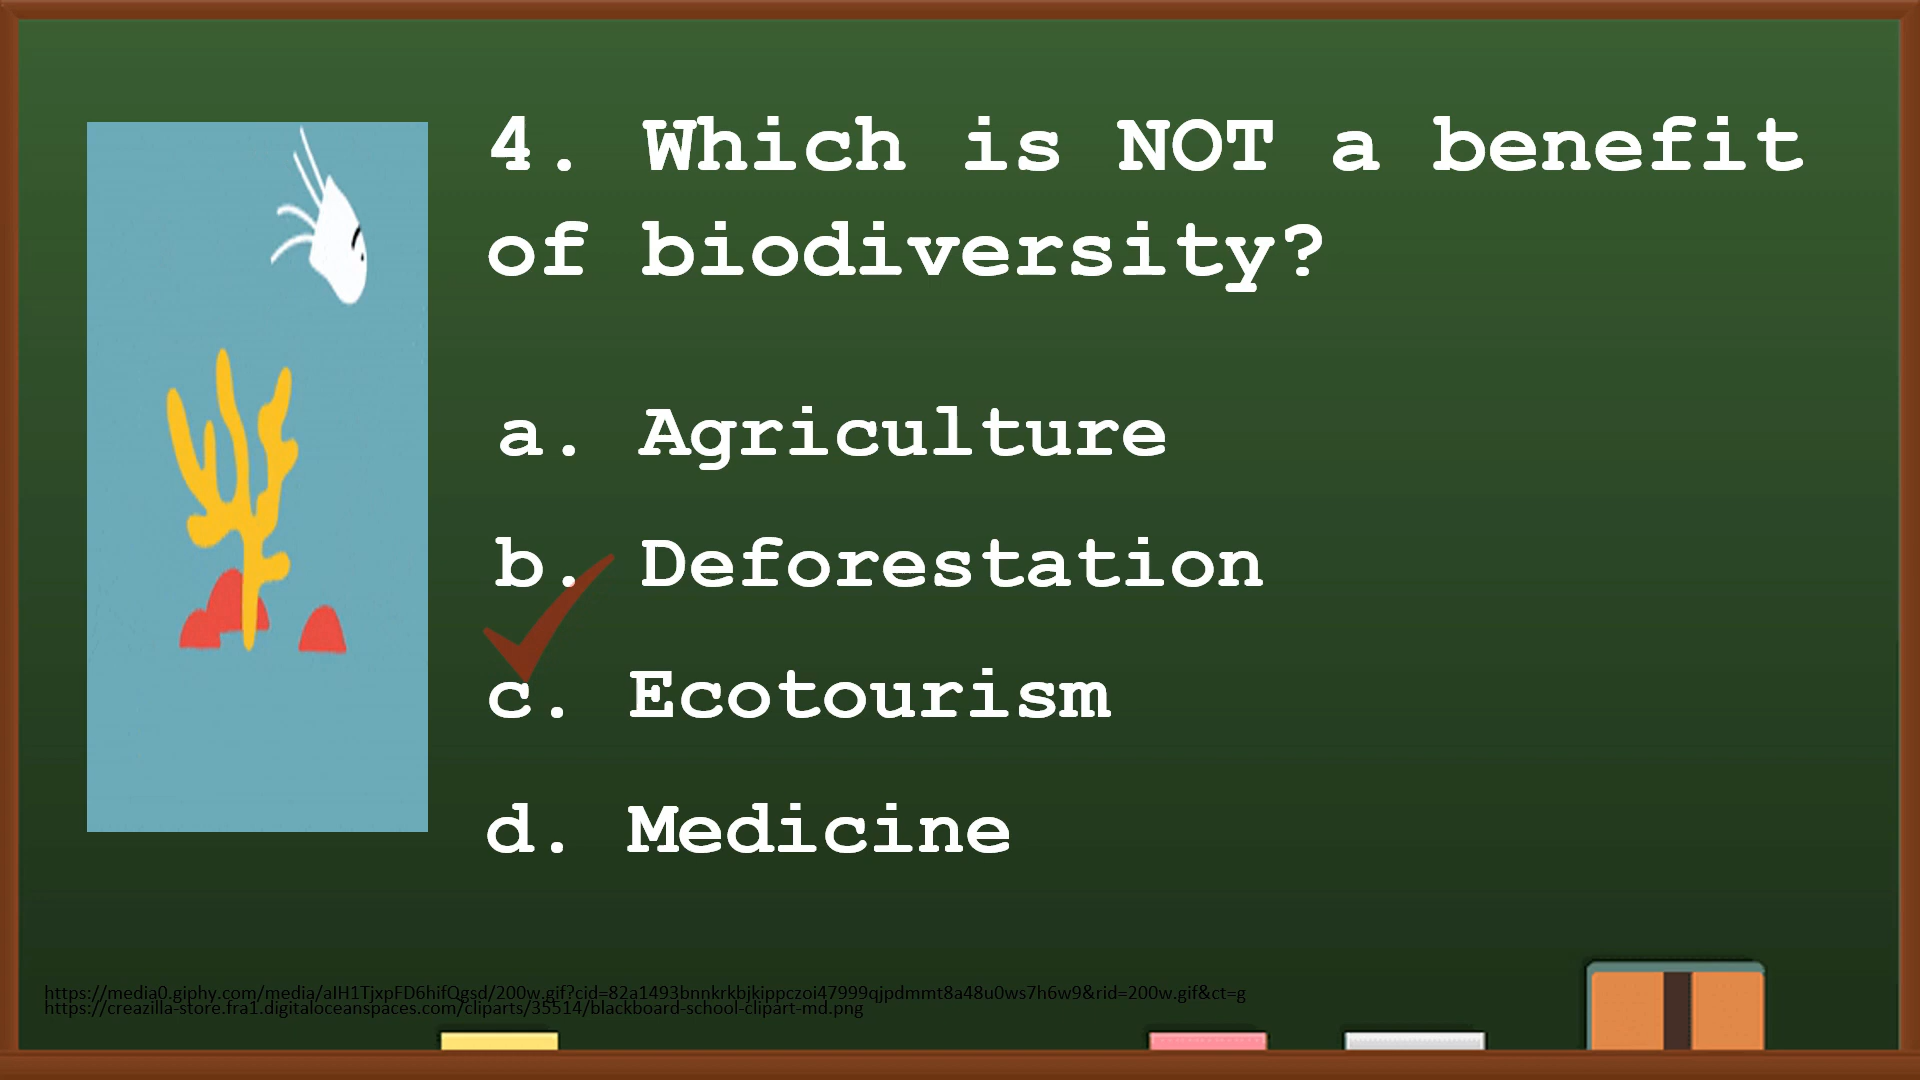 4. Which is NOT a benefit
of biodiversity?
a. Agriculture
b. Deforestation
c. Ecotourism
d. Medicine
https://media0.giphy.com/media/aIH1TjxpFD6hifQgsd/200w.gif?cid=82a1493bnnkrkbjkippczoi47999qjpdmmt8a48u0ws7h6w9&rid=200w.gif&ct=g
https://creazilla-store.fra1.digitaloceanspaces.com/cliparts/35514/blackboard-school-clipart-md.png